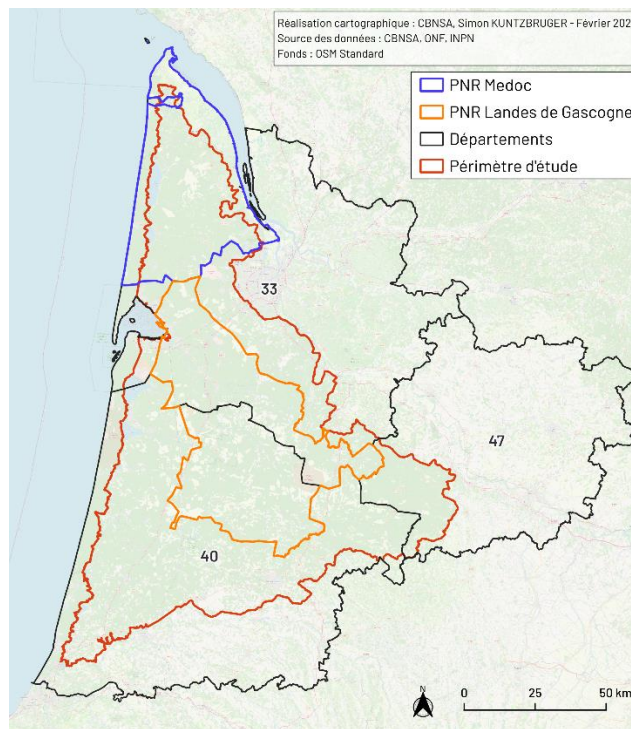 Réalisation cartographique : CBNSA, Simon KUNTZBRUGER - Février 202
Source des données : CBNSA, ONF, INPN
Fonds : OSM Standard
PNR Medoc
PNR Landes de Gascogne
Départements
Périmètre d'étude
33
47
40
N
0 25 50 km